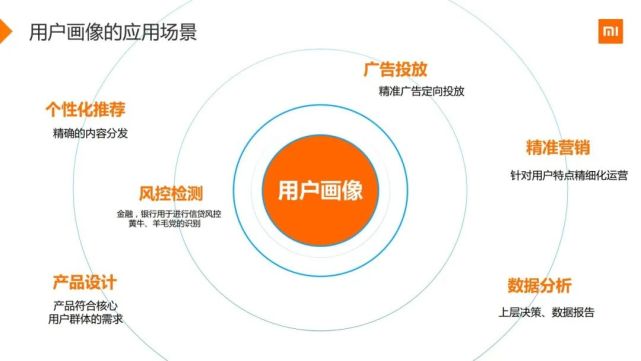 用户画像的应用场景
mi
广告投放
精准广告定向投放
个性化推荐
精确的内容分发
精准营销
针对用户特点精细化运营
用户画像
风控检测
金融，银行用于进行信贷风控
黄牛、羊毛党的识别
产品设计
产品符合核心
用户群体的需求
数据分析
上层决策、数据报告